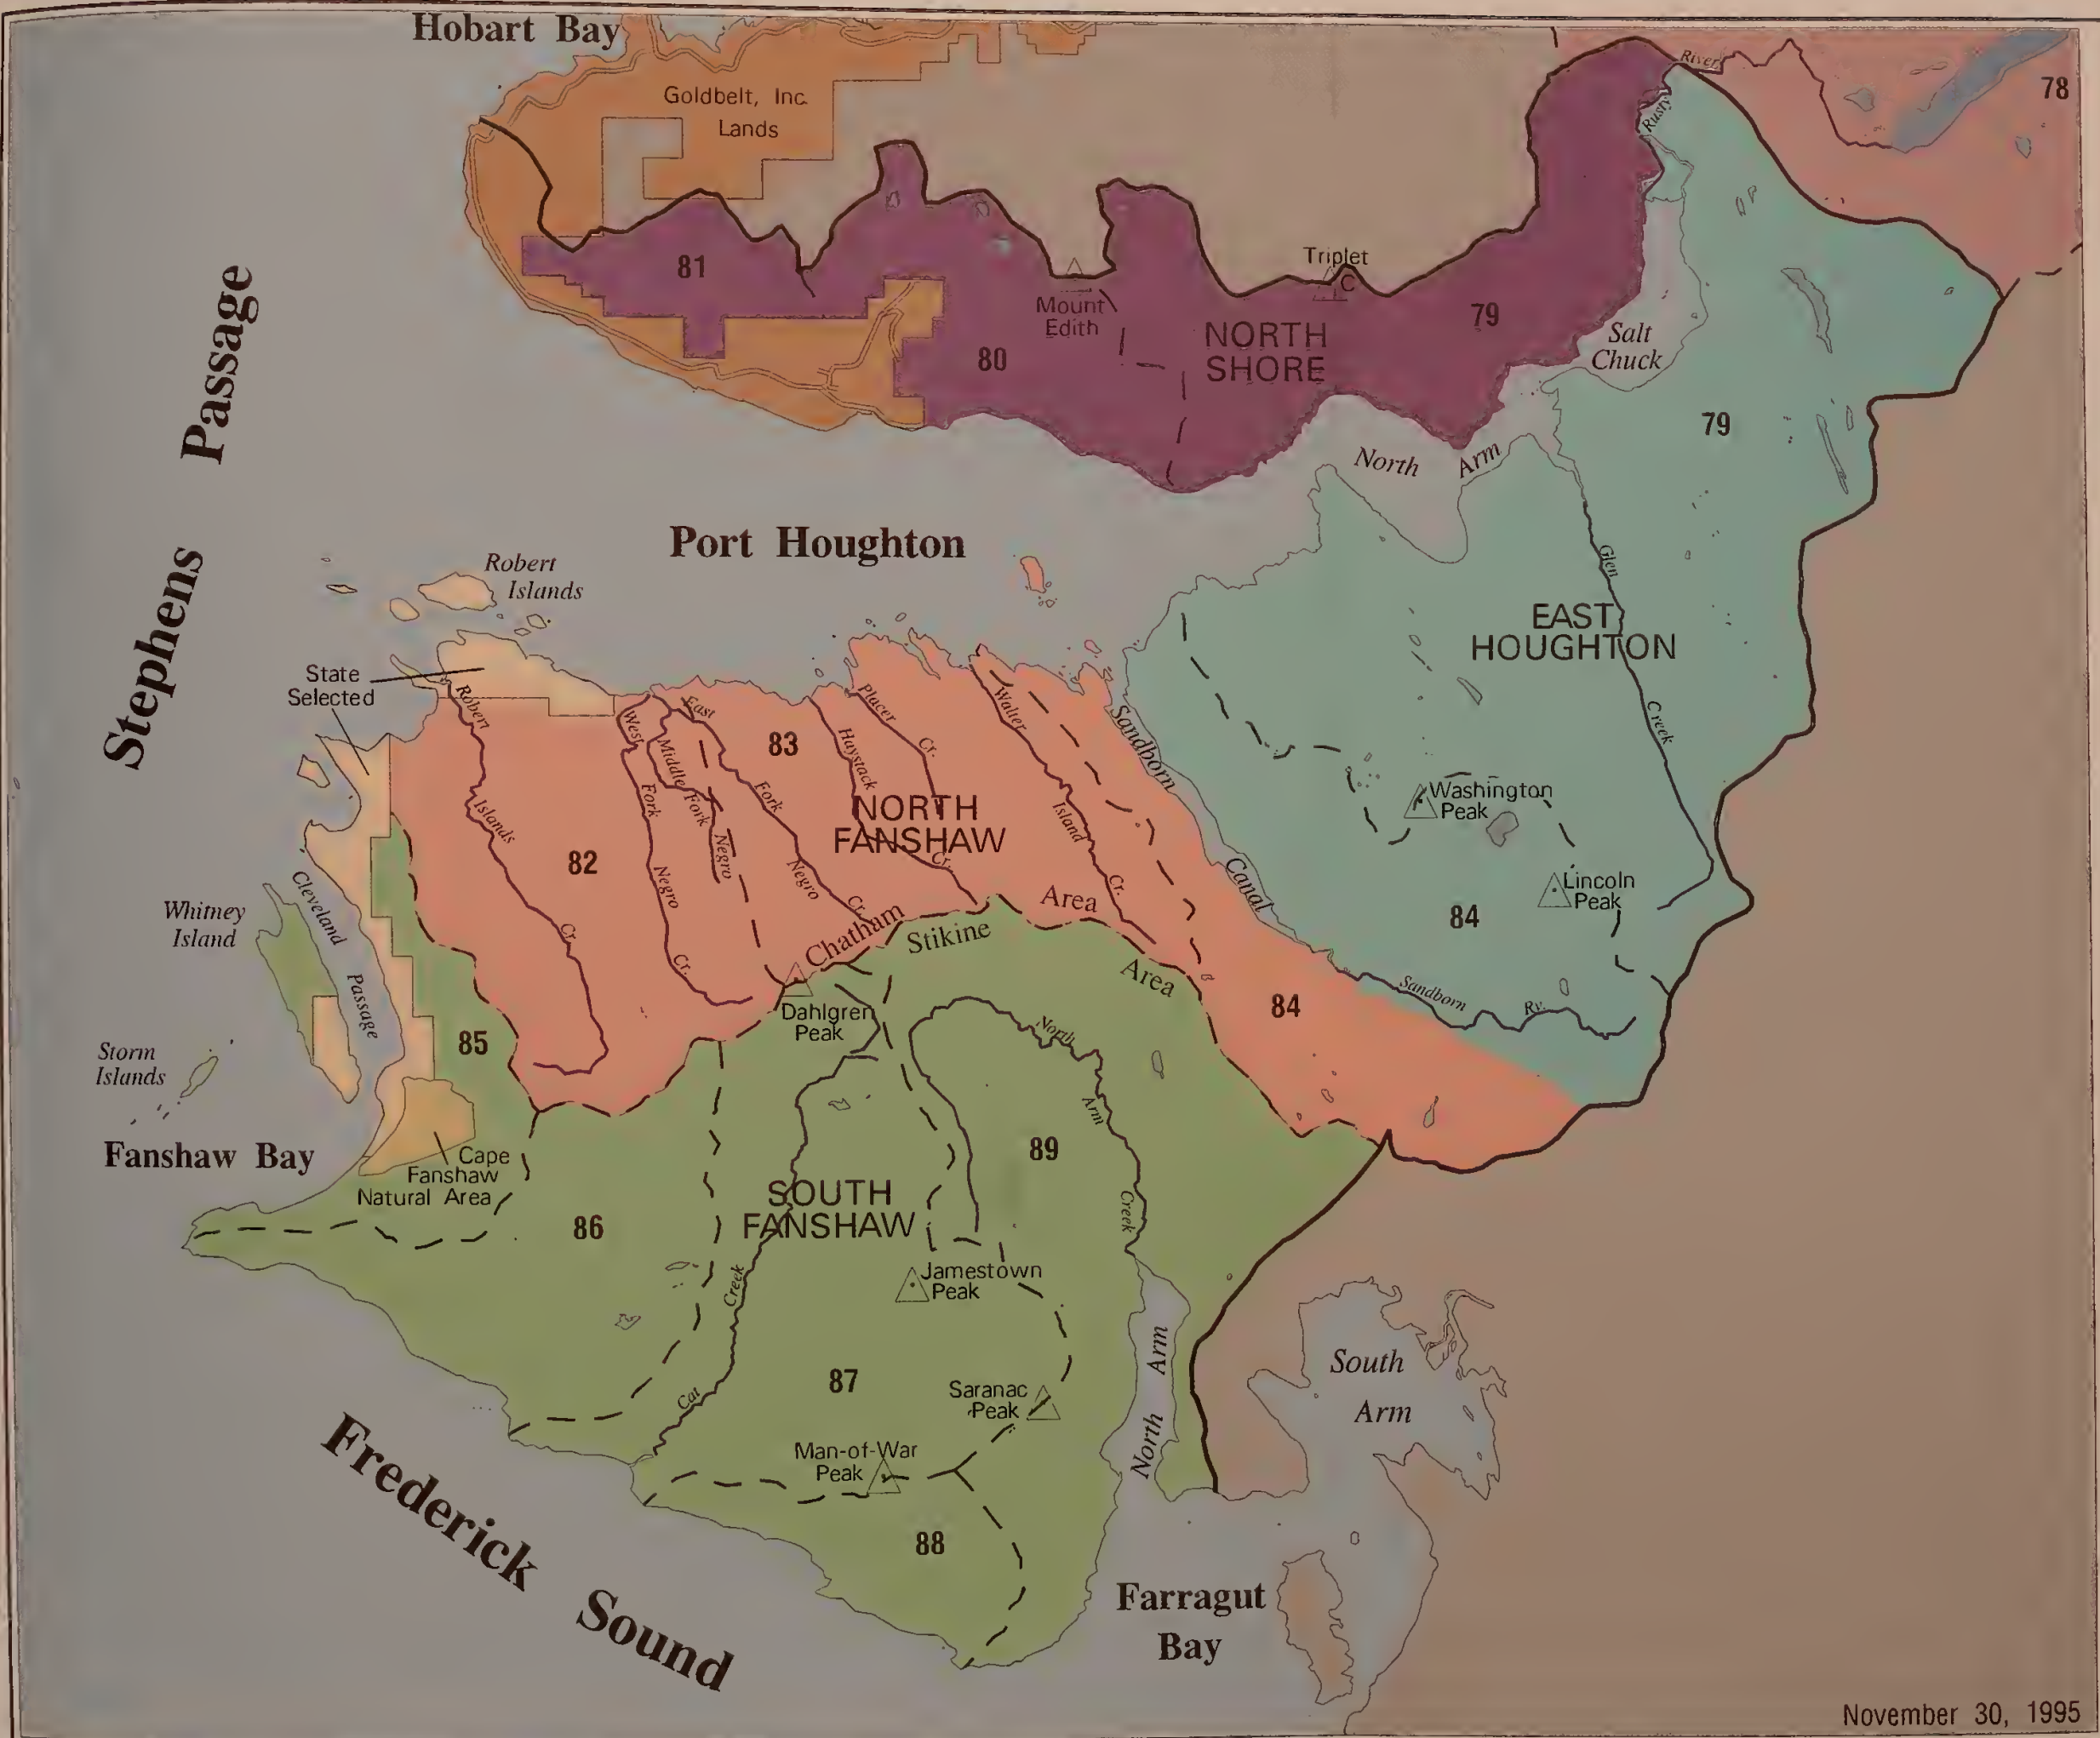 Hobart Bay
Goldbelt, Inc.
Lands
River
Rusty
78
81
Triplet
C
Mount
Edith
80
NORTH
SHORE
79
Salt
Chuck
79
North Arm
Stephens Passage
Port Houghton
Robert
Islands
Glen
Creek
EAST
HOUGHTON
State
Selected
Robert
Islands
Cr.
West
Fork
Negro
Cr.
Middle
Fork
Negro
East
Fork
Negro
Cr.
83
Haystack
Cr.
Placer
Cr.
Walter
Island
Cr.
Sandborn
Canal
NORTH
FANSHAW
82
Washington
Peak
Lincoln
Peak
84
Whitney
Island
Cleveland
Passage
Chatham Area
Stikine Area
Sandborn Rv.
84
Dahlgren
Peak
85
Storm
Islands
North
Arm
Creek
89
Fanshaw Bay
Cape
Fanshaw
Natural Area
86
SOUTH
FANSHAW
Jamestown
Peak
Cat
Creek
87
Saranac
Peak
North Arm
South
Arm
Man-of-War
Peak
88
Frederick Sound
Farragut
Bay
November 30, 1995